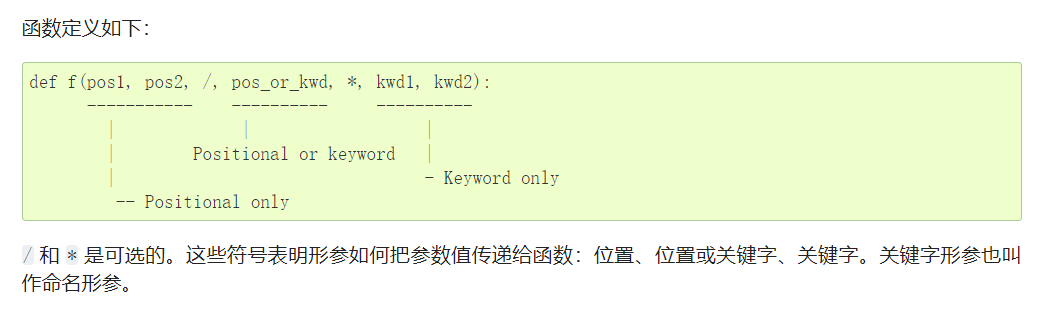 函数定义如下：
def f(pos1, pos2, /, pos_or_kwd, *, kwd1, kwd2):
      -----------    ----------     ----------
        |             |                  |
        |        Positional or keyword   |
        |                                - Keyword only
         -- Positional only
/ 和 * 是可选的。这些符号表明形参如何把参数值传递给函数：位置、位置或关键字、关键字。关键字形参也叫
作命名形参。